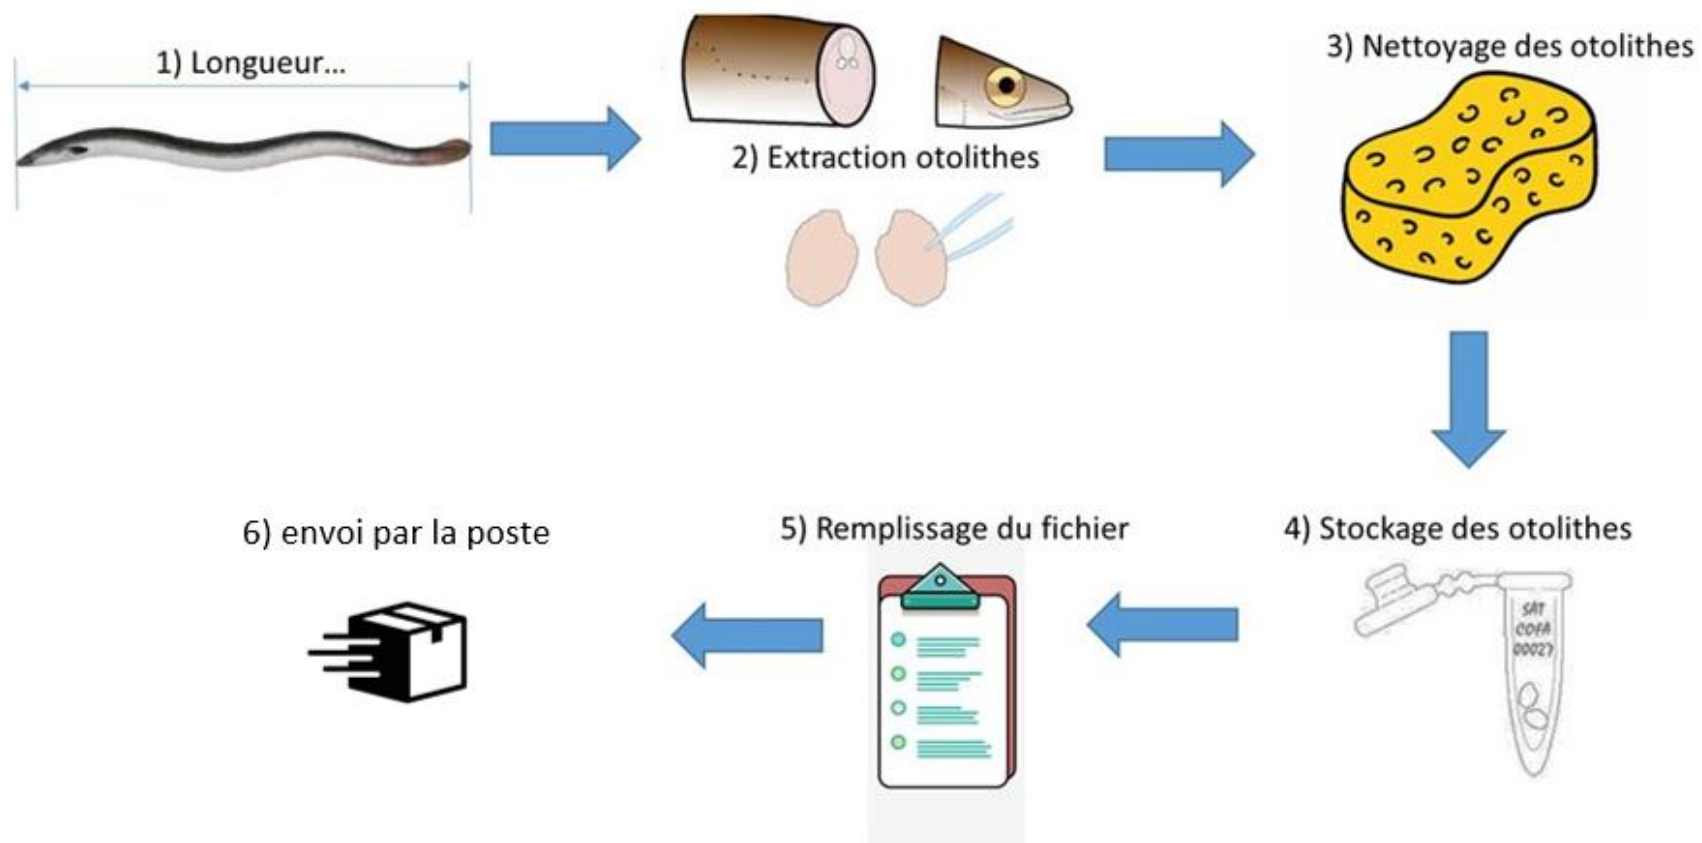 1) Longueur...
2) Extraction otolithes
3) Nettoyage des otolithes
4) Stockage des otolithes
SAT
COFA
00027
5) Remplissage du fichier
6) envoi par la poste